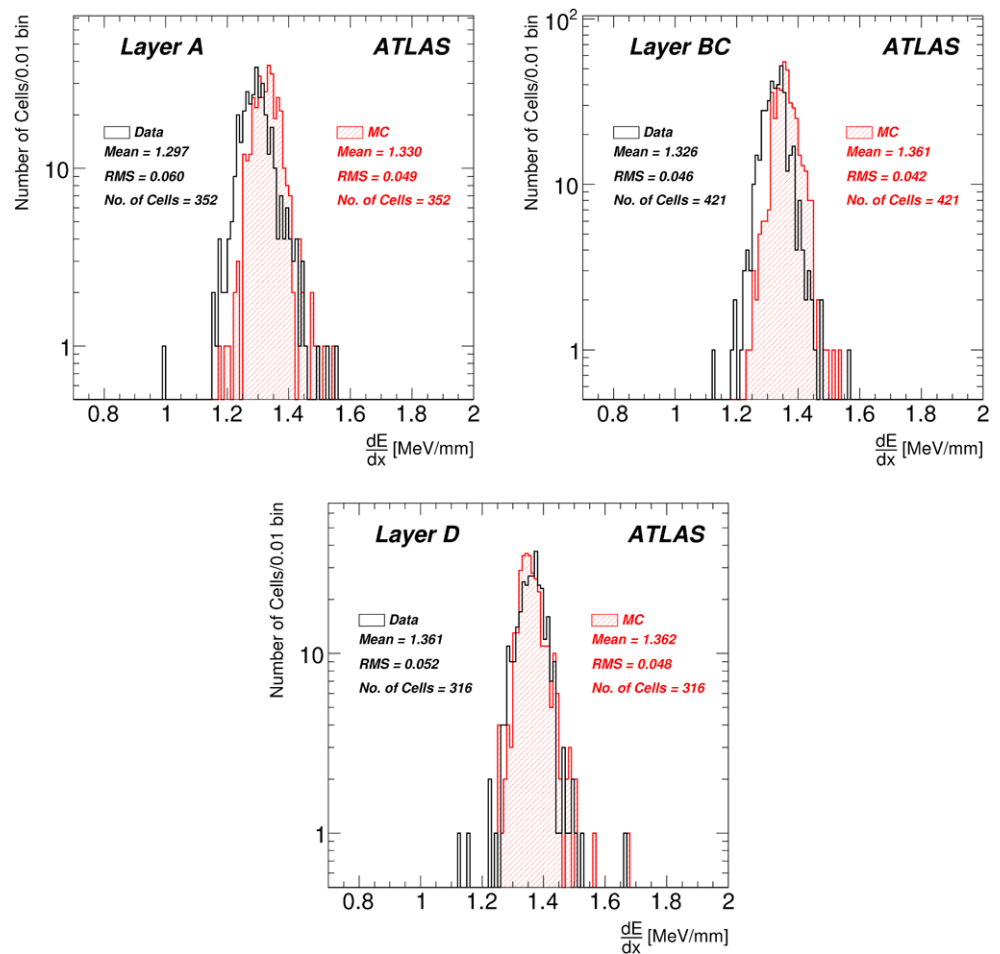 Layer A ATLAS
Number of Cells/0.01 bin
10
1
Data MC
Mean = 1.297 Mean = 1.330
RMS = 0.060 RMS = 0.049
No. of Cells = 352 No. of Cells = 352
0.8 1 1.2 1.4 1.6 1.8 2
dE/dx [MeV/mm]
Layer BC ATLAS
Number of Cells/0.01 bin
10²
10
1
Data MC
Mean = 1.326 Mean = 1.361
RMS = 0.046 RMS = 0.042
No. of Cells = 421 No. of Cells = 421
0.8 1 1.2 1.4 1.6 1.8 2
dE/dx [MeV/mm]
Layer D ATLAS
Number of Cells/0.01 bin
10
1
Data MC
Mean = 1.361 Mean = 1.362
RMS = 0.052 RMS = 0.048
No. of Cells = 316 No. of Cells = 316
0.8 1 1.2 1.4 1.6 1.8 2
dE/dx [MeV/mm]